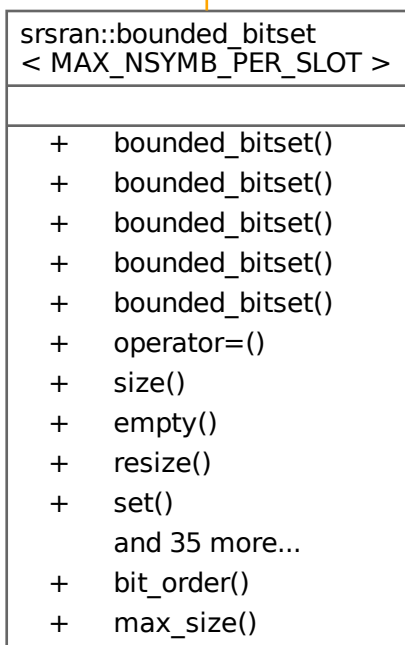 srsran::bounded_bitset
< MAX_NSYMB_PER_SLOT >
+ bounded_bitset()
+ bounded_bitset()
+ bounded_bitset()
+ bounded_bitset()
+ bounded_bitset()
+ operator=()
+ size()
+ empty()
+ resize()
+ set()
and 35 more...
+ bit_order()
+ max_size()